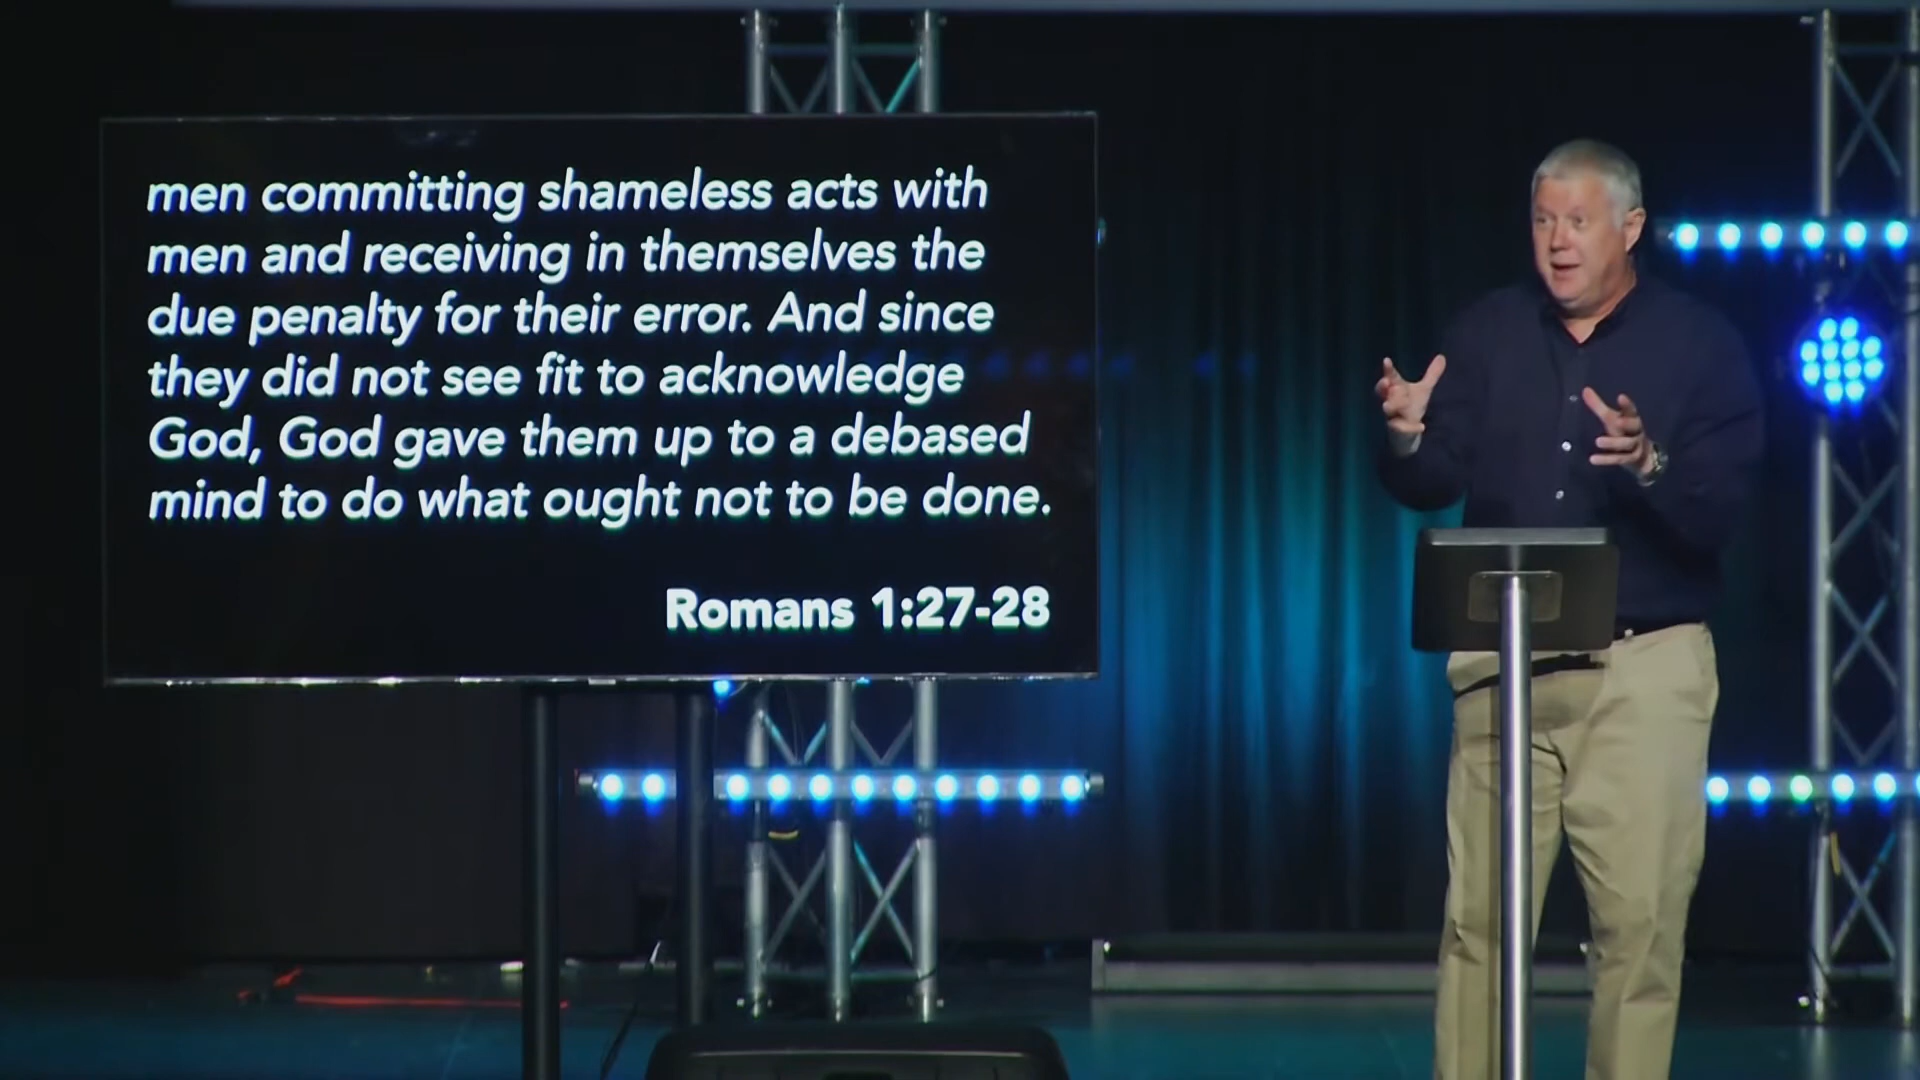 men committing shameless acts with
men and receiving in themselves the
due penalty for their error. And since
they did not see fit to acknowledge
God, God gave them up to a debased
mind to do what ought not to be done.
Romans 1:27-28